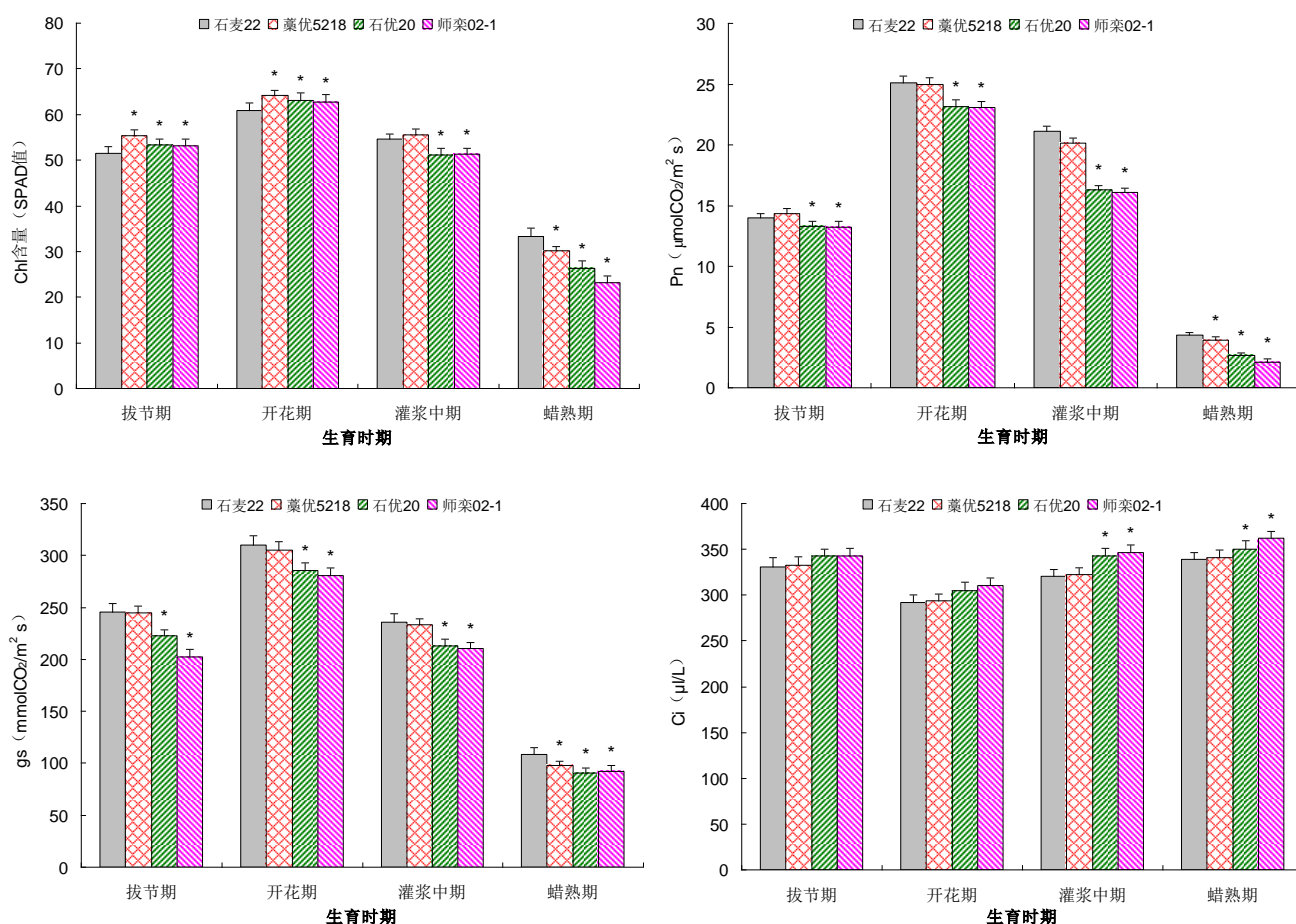 石麦22 藁优5218 石优20 师栾02-1
80
70
60
50
40
30
20
10
0
Chl含量（SPAD值）
* * *
* * *
* *
* * *
拔节期 开花期 灌浆中期 蜡熟期
生育时期
石麦22 藁优5218 石优20 师栾02-1
30
25
20
15
10
5
0
Pn（ μmolCO₂/m² s）
* *
* *
* *
* * *
拔节期 开花期 灌浆中期 蜡熟期
生育时期
石麦22 藁优5218 石优20 师栾02-1
350
300
250
200
150
100
50
0
gs（mmolCO₂/m² s）
* *
* *
* *
* * *
拔节期 开花期 灌浆中期 蜡熟期
生育时期
石麦22 藁优5218 石优20 师栾02-1
400
350
300
250
200
150
100
50
0
Ci（μl/L）
* *
* *
拔节期 开花期 灌浆中期 蜡熟期
生育时期